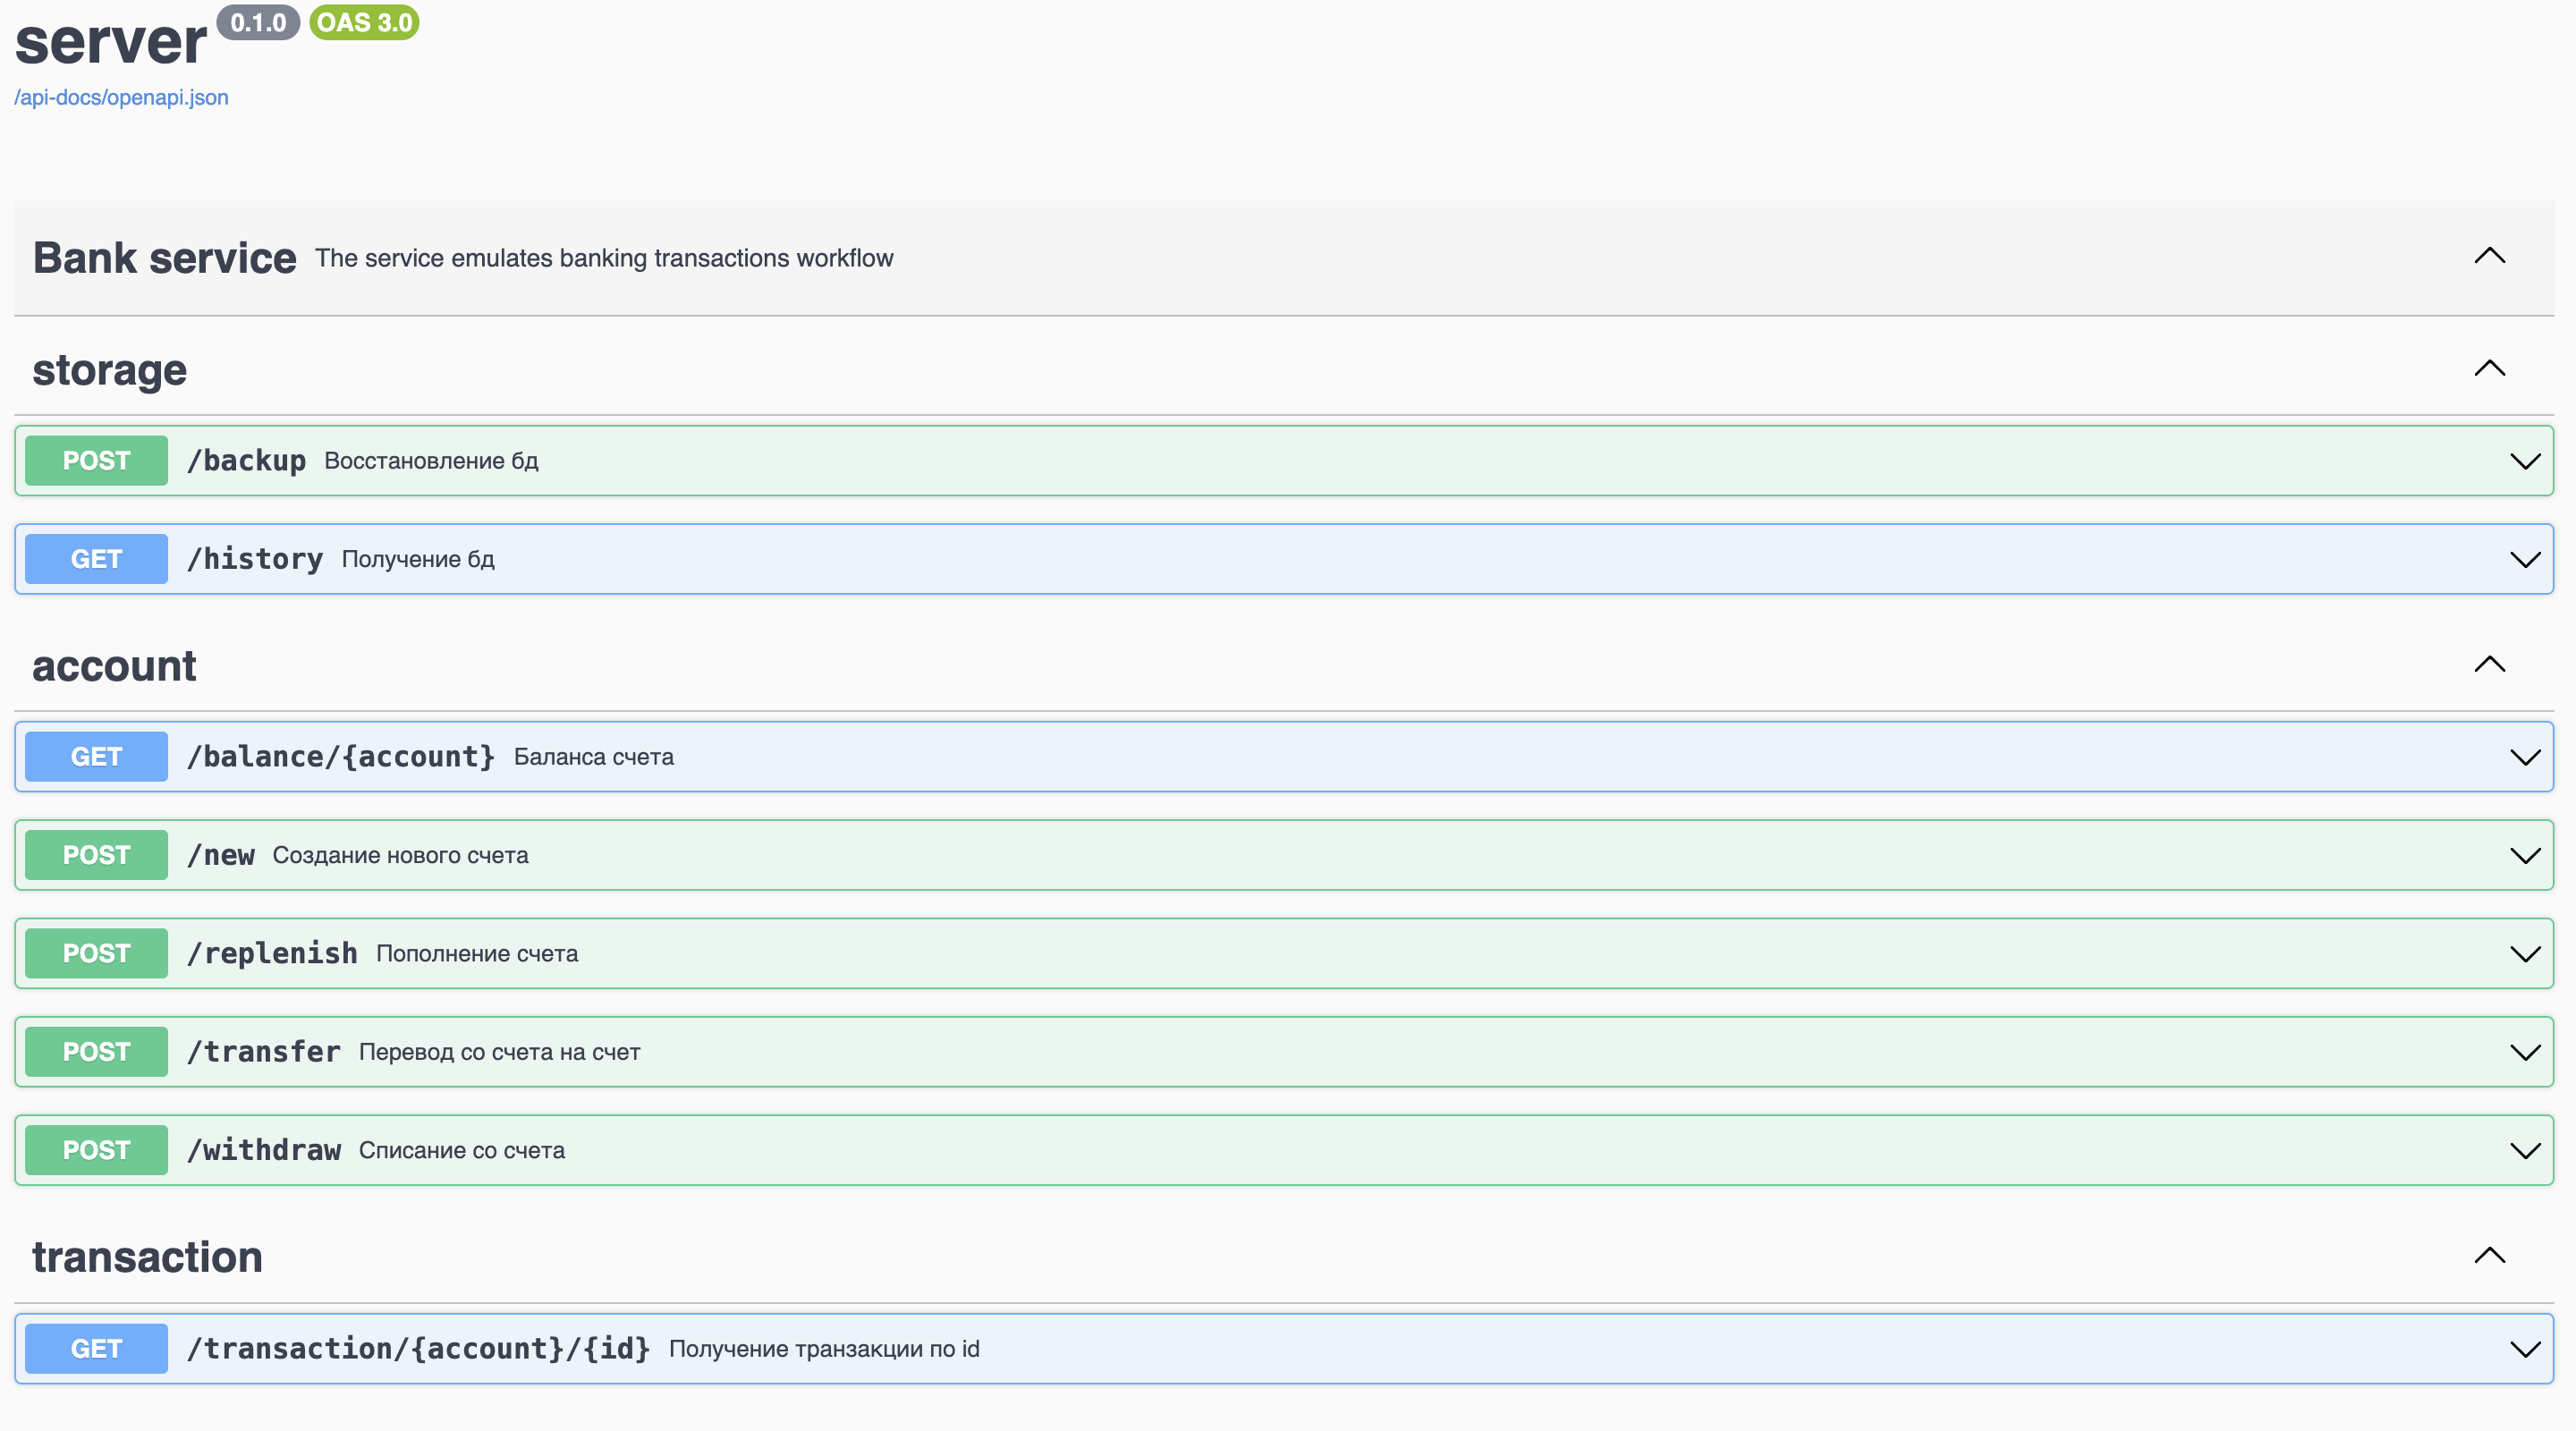 server 0.1.0 OAS 3.0
/api-docs/openapi.json
Bank service The service emulates banking transactions workflow
storage
POST /backup Восстановление бд
GET /history Получение бд
account
GET /balance/{account} Баланса счета
POST /new Создание нового счета
POST /replenish Пополнение счета
POST /transfer Перевод со счета на счет
POST /withdraw Списание со счета
transaction
GET /transaction/{account}/{id} Получение транзакции по id